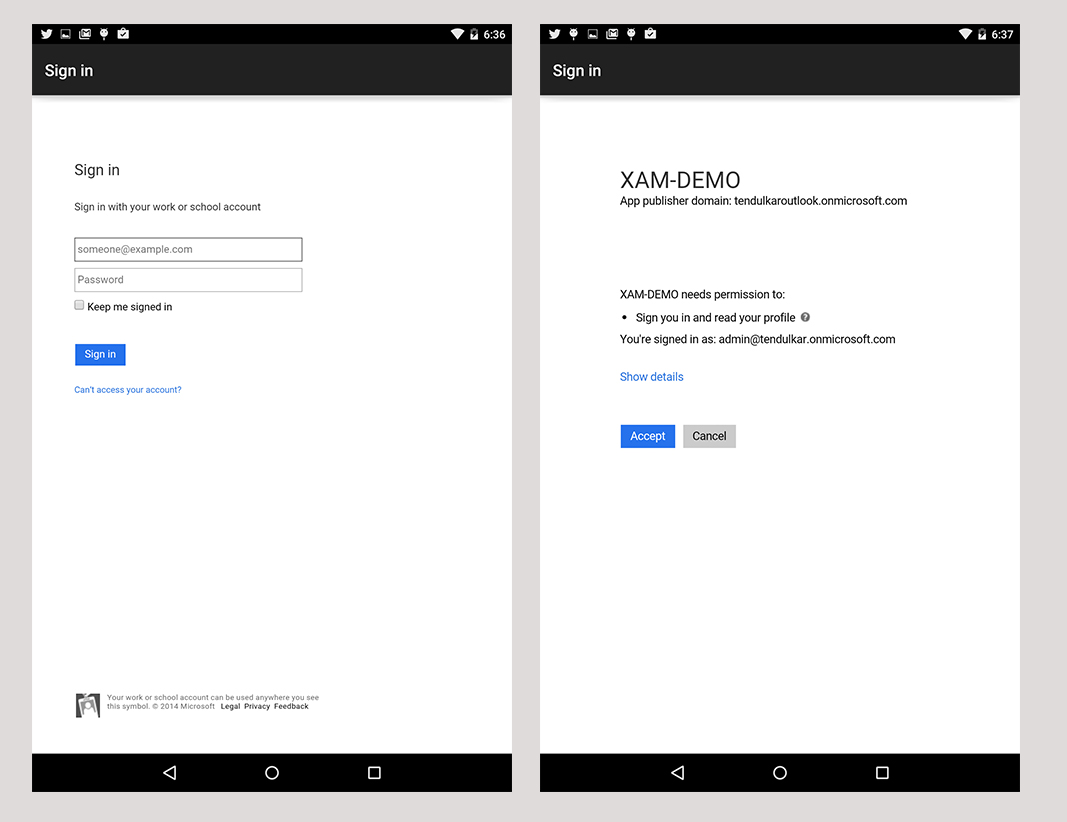 6:36
Sign in
Sign in
Sign in with your work or school account
someone@example.com
Password
Keep me signed in
Sign in
Can't access your account?
Your work or school account can be used anywhere you see
this symbol. © 2014 Microsoft Legal Privacy Feedback
6:37
Sign in
XAM-DEMO
App publisher domain: tendulkaroutlook.onmicrosoft.com
XAM-DEMO needs permission to:
• Sign you in and read your profile ?
You're signed in as: admin@tendulkar.onmicrosoft.com
Show details
Accept Cancel